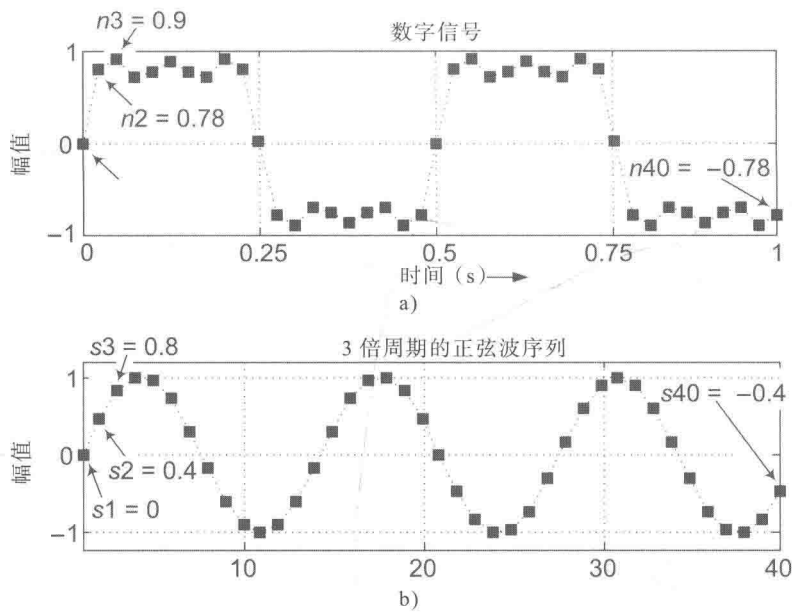 数字信号
n3 = 0.9
n2 = 0.78
n40 = −0.78
幅值
1
0
−1
0
0.25
0.5
0.75
1
时间（s）
a)
3 倍周期的正弦波序列
s3 = 0.8
s2 = 0.4
s1 = 0
s40 = −0.4
幅值
1
0
−1
10
20
30
40
b)